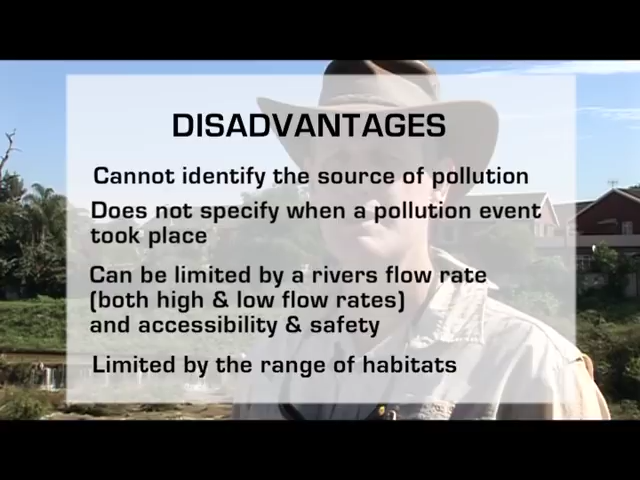 DISADVANTAGES
Cannot identify the source of pollution
Does not specify when a pollution event
took place
Can be limited by a rivers flow rate
(both high & low flow rates)
and accessibility & safety
Limited by the range of habitats